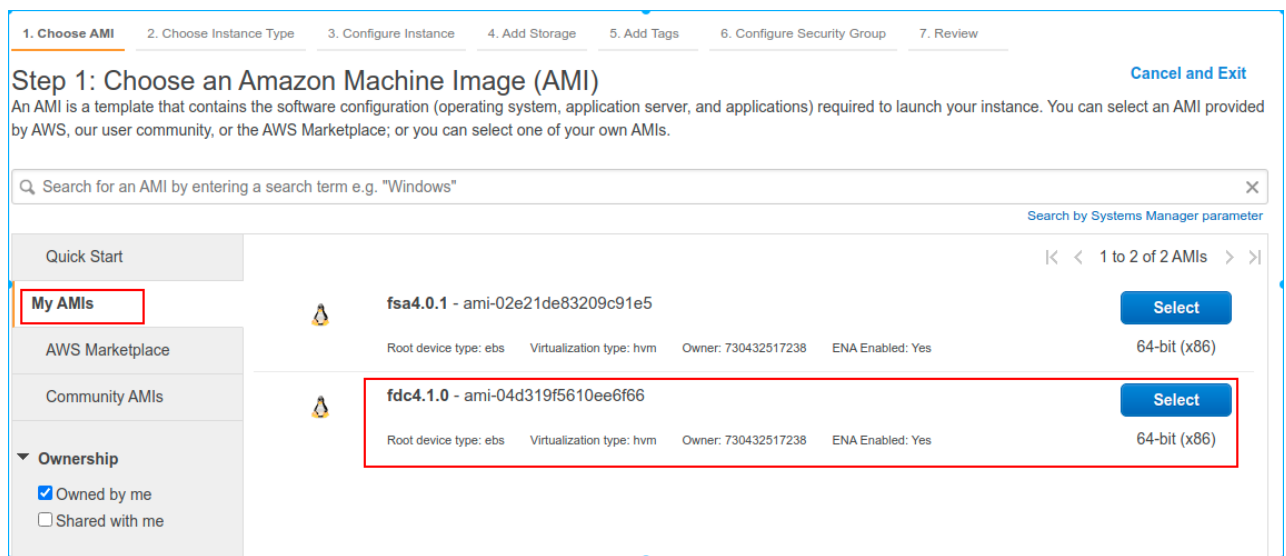 1. Choose AMI 2. Choose Instance Type 3. Configure Instance 4. Add Storage 5. Add Tags 6. Configure Security Group 7. Review
Step 1: Choose an Amazon Machine Image (AMI)
Cancel and Exit
An AMI is a template that contains the software configuration (operating system, application server, and applications) required to launch your instance. You can select an AMI provided
by AWS, our user community, or the AWS Marketplace; or you can select one of your own AMIs.
Search for an AMI by entering a search term e.g. "Windows"
Search by Systems Manager parameter
Quick Start
My AMIs
AWS Marketplace
Community AMIs
Ownership
Owned by me
Shared with me
1 to 2 of 2 AMIs
fsa4.0.1 - ami-02e21de83209c91e5
Select
Root device type: ebs Virtualization type: hvm Owner: 730432517238 ENA Enabled: Yes
64-bit (x86)
fdc4.1.0 - ami-04d319f5610ee6f66
Select
Root device type: ebs Virtualization type: hvm Owner: 730432517238 ENA Enabled: Yes
64-bit (x86)